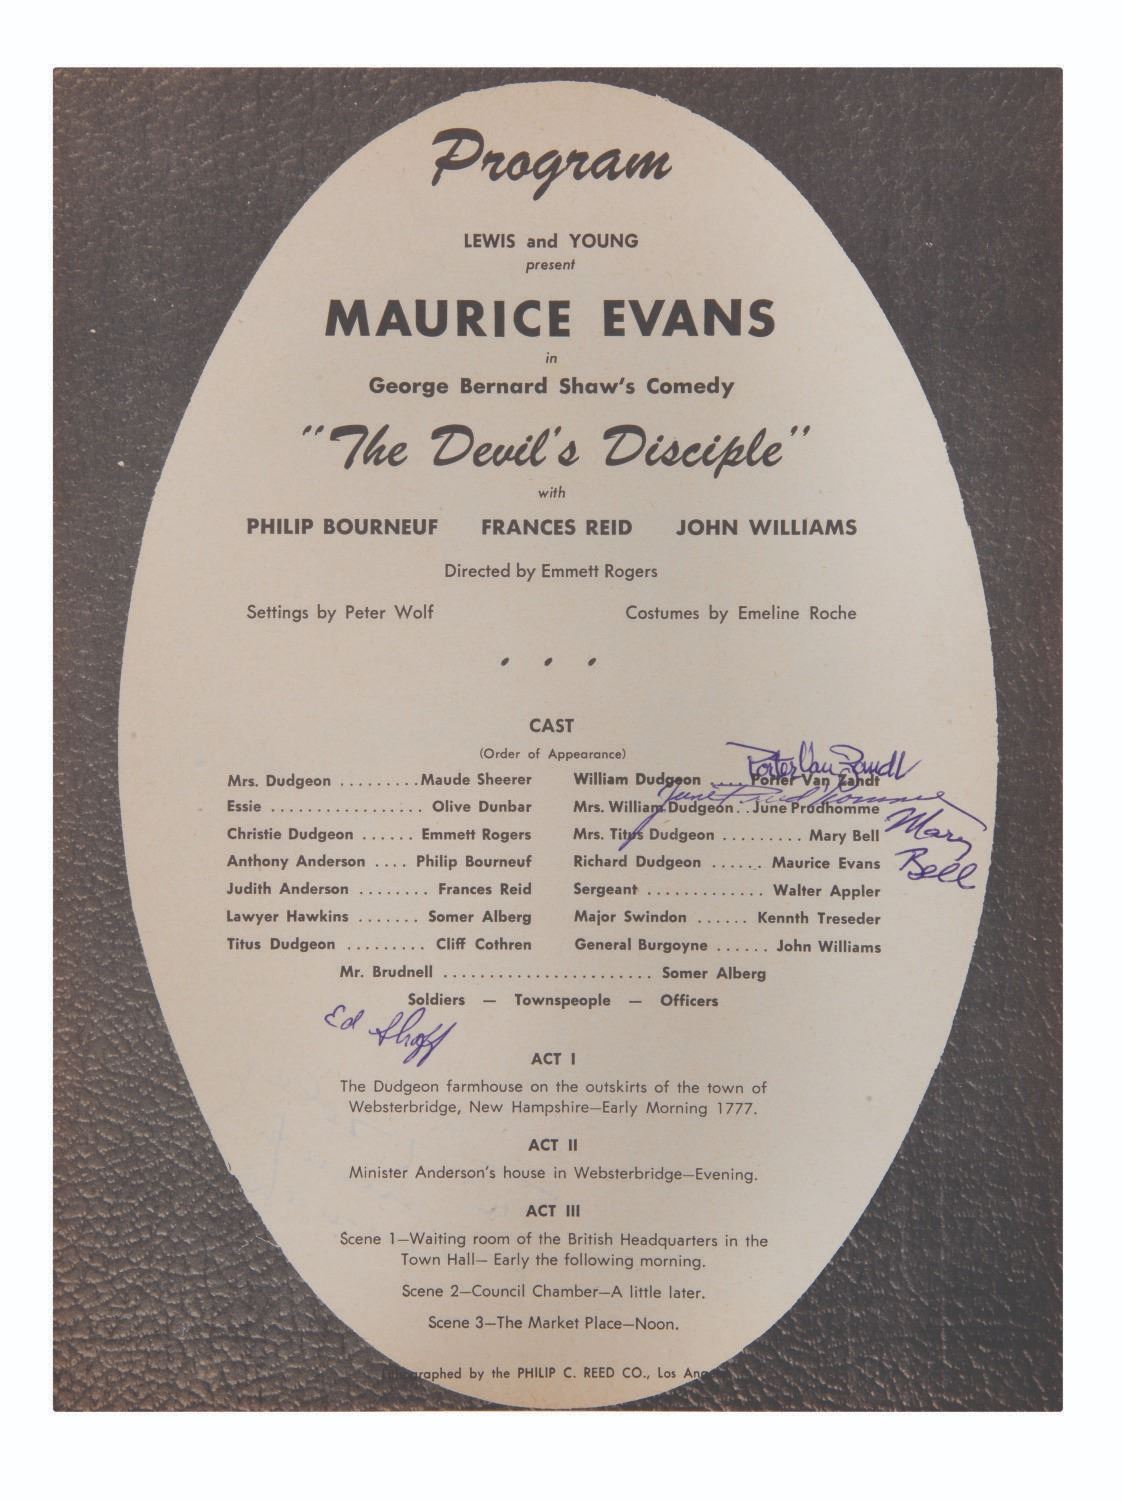 Program
LEWIS and YOUNG
present
MAURICE EVANS
in
George Bernard Shaw's Comedy
"The Devil's Disciple"
with
PHILIP BOURNEUF FRANCES REID JOHN WILLIAMS
Directed by Emmett Rogers
Settings by Peter Wolf Costumes by Emeline Roche
. . .
CAST
(Order of Appearance)
Mrs. Dudgeon ......... Maude Sheerer
Essie ................. Olive Dunbar
Christie Dudgeon ...... Emmett Rogers
Anthony Anderson .... Philip Bourneuf
Judith Anderson ........ Frances Reid
Lawyer Hawkins ....... Somer Alberg
Titus Dudgeon ......... Cliff Cothren
Porter Van Zandt
William Dudgeon ..... Porter Van Zandt
June Prodhomme
Mrs. William Dudgeon .. June Prodhomme
Mrs. Titus Dudgeon ......... Mary Bell
Mary
Bell
Richard Dudgeon ...... Maurice Evans
Sergeant ............. Walter Appler
Major Swindon ...... Kennth Treseder
General Burgoyne ...... John Williams
Mr. Brudnell ....................... Somer Alberg
Soldiers — Townspeople — Officers
Ed
ACT I
The Dudgeon farmhouse on the outskirts of the town of
Websterbridge, New Hampshire—Early Morning 1777.
ACT II
Minister Anderson's house in Websterbridge—Evening.
ACT III
Scene 1—Waiting room of the British Headquarters in the
Town Hall— Early the following morning.
Scene 2—Council Chamber—A little later.
Scene 3—The Market Place—Noon.
graphed by the PHILIP C. REED CO., Los Ang